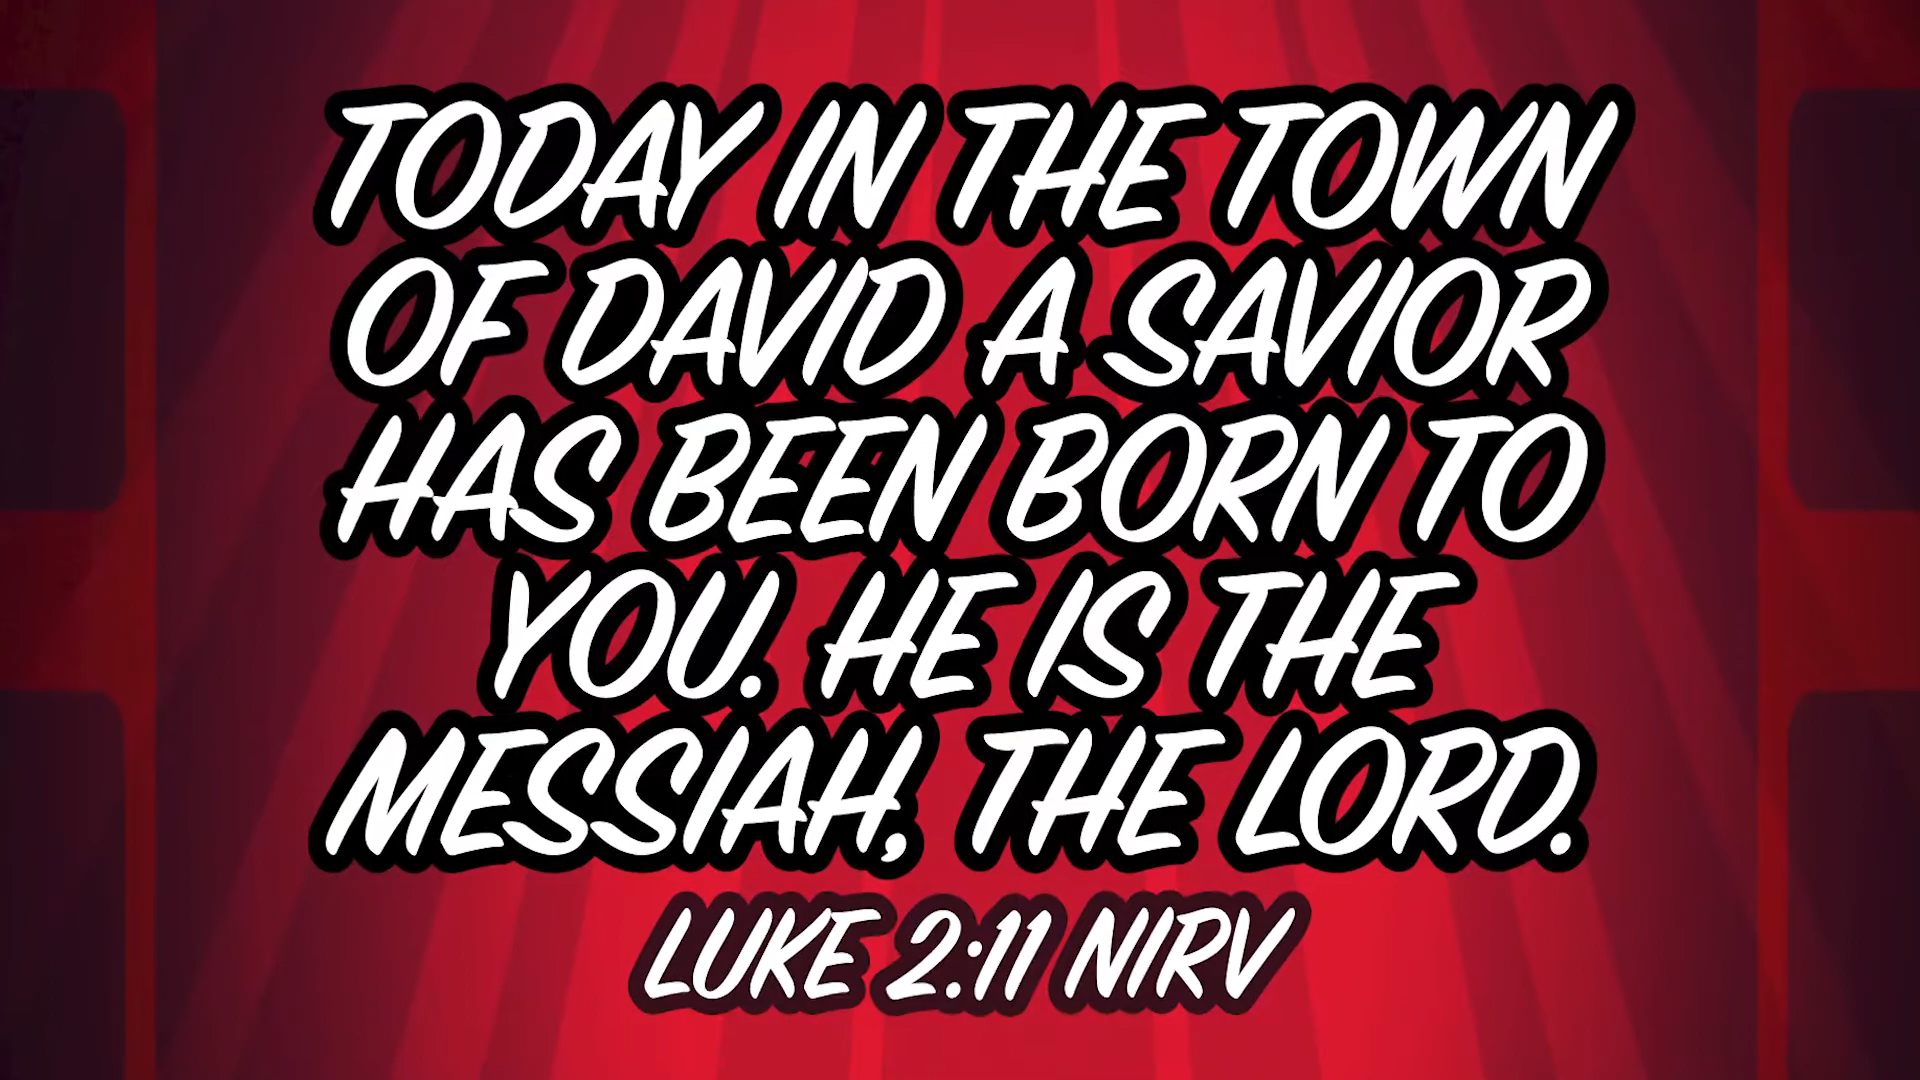 TODAY IN THE TOWN
OF DAVID A SAVIOR
HAS BEEN BORN TO
YOU. HE IS THE
MESSIAH, THE LORD.
LUKE 2:11 NIRV